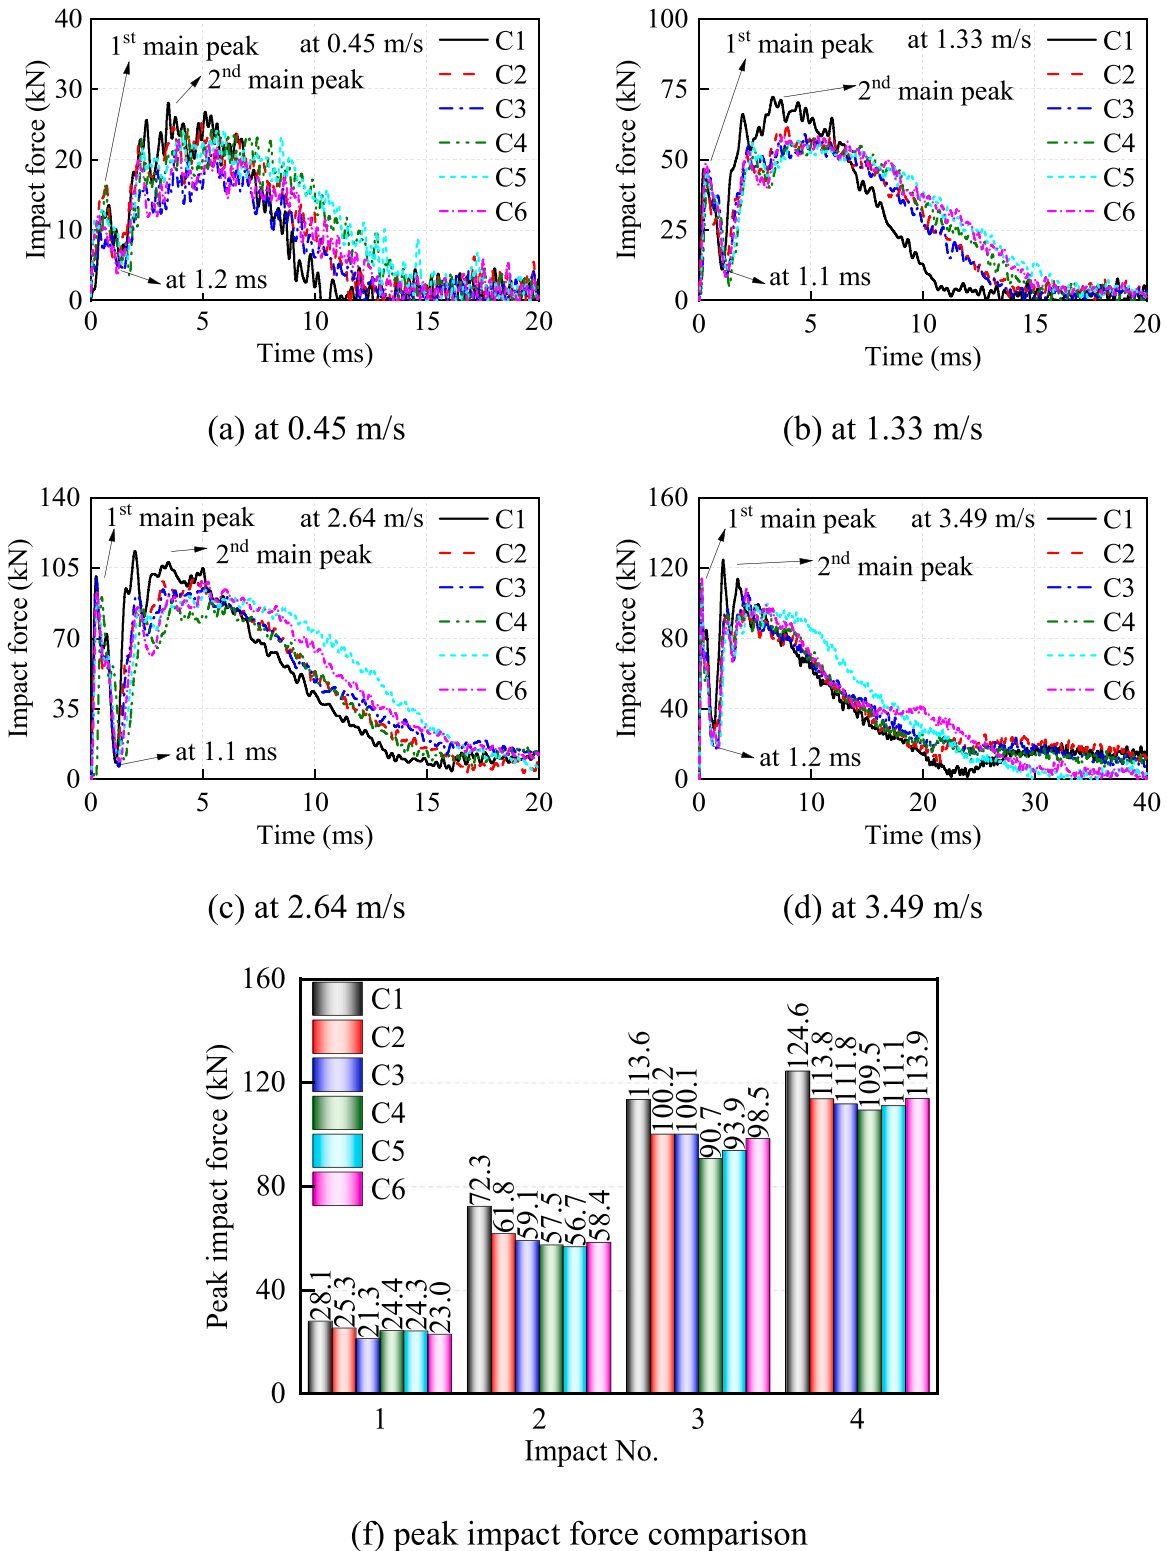 40
30
20
10
0
Impact force (kN)
1st main peak
at 0.45 m/s
2nd main peak
at 1.2 ms
C1
C2
C3
C4
C5
C6
0 5 10 15 20
Time (ms)
(a) at 0.45 m/s
100
75
50
25
0
Impact force (kN)
1st main peak
at 1.33 m/s
2nd main peak
at 1.1 ms
C1
C2
C3
C4
C5
C6
0 5 10 15 20
Time (ms)
(b) at 1.33 m/s
140
105
70
35
0
Impact force (kN)
1st main peak
at 2.64 m/s
2nd main peak
at 1.1 ms
C1
C2
C3
C4
C5
C6
0 5 10 15 20
Time (ms)
(c) at 2.64 m/s
160
120
80
40
0
Impact force (kN)
1st main peak
at 3.49 m/s
2nd main peak
at 1.2 ms
C1
C2
C3
C4
C5
C6
0 10 20 30 40
Time (ms)
(d) at 3.49 m/s
160
120
80
40
0
Peak impact force (kN)
C1
C2
C3
C4
C5
C6
28.1 25.3 21.3 24.4 24.3 23.0
72.3 61.8 59.1 57.5 56.7 58.4
113.6 100.2 100.1 90.7 93.9 98.5
124.6 113.8 111.8 109.5 111.1 113.9
1 2 3 4
Impact No.
(f) peak impact force comparison